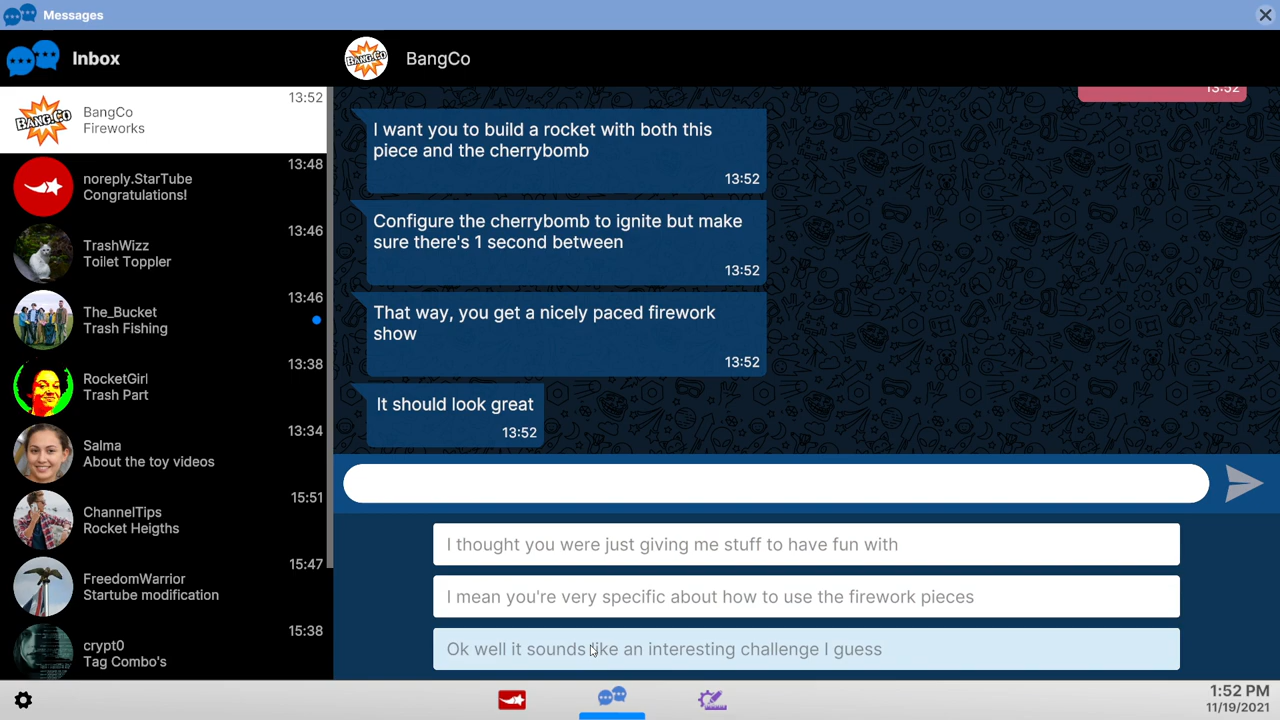 Messages
Inbox
BANG.CO
BangCo
13:52
BANG.CO
BangCo
Fireworks
13:52
noreply.StarTube
Congratulations!
13:48
TrashWizz
Toilet Toppler
13:46
The_Bucket
Trash Fishing
13:46
RocketGirl
Trash Part
13:38
Salma
About the toy videos
13:34
ChannelTips
Rocket Heigths
15:51
FreedomWarrior
Startube modification
15:47
crypt0
Tag Combo's
15:38
13:52
I want you to build a rocket with both this
piece and the cherrybomb
13:52
Configure the cherrybomb to ignite but make
sure there's 1 second between
13:52
That way, you get a nicely paced firework
show
13:52
It should look great
13:52
I thought you were just giving me stuff to have fun with
I mean you're very specific about how to use the firework pieces
Ok well it sounds like an interesting challenge I guess
1:52 PM
11/19/2021